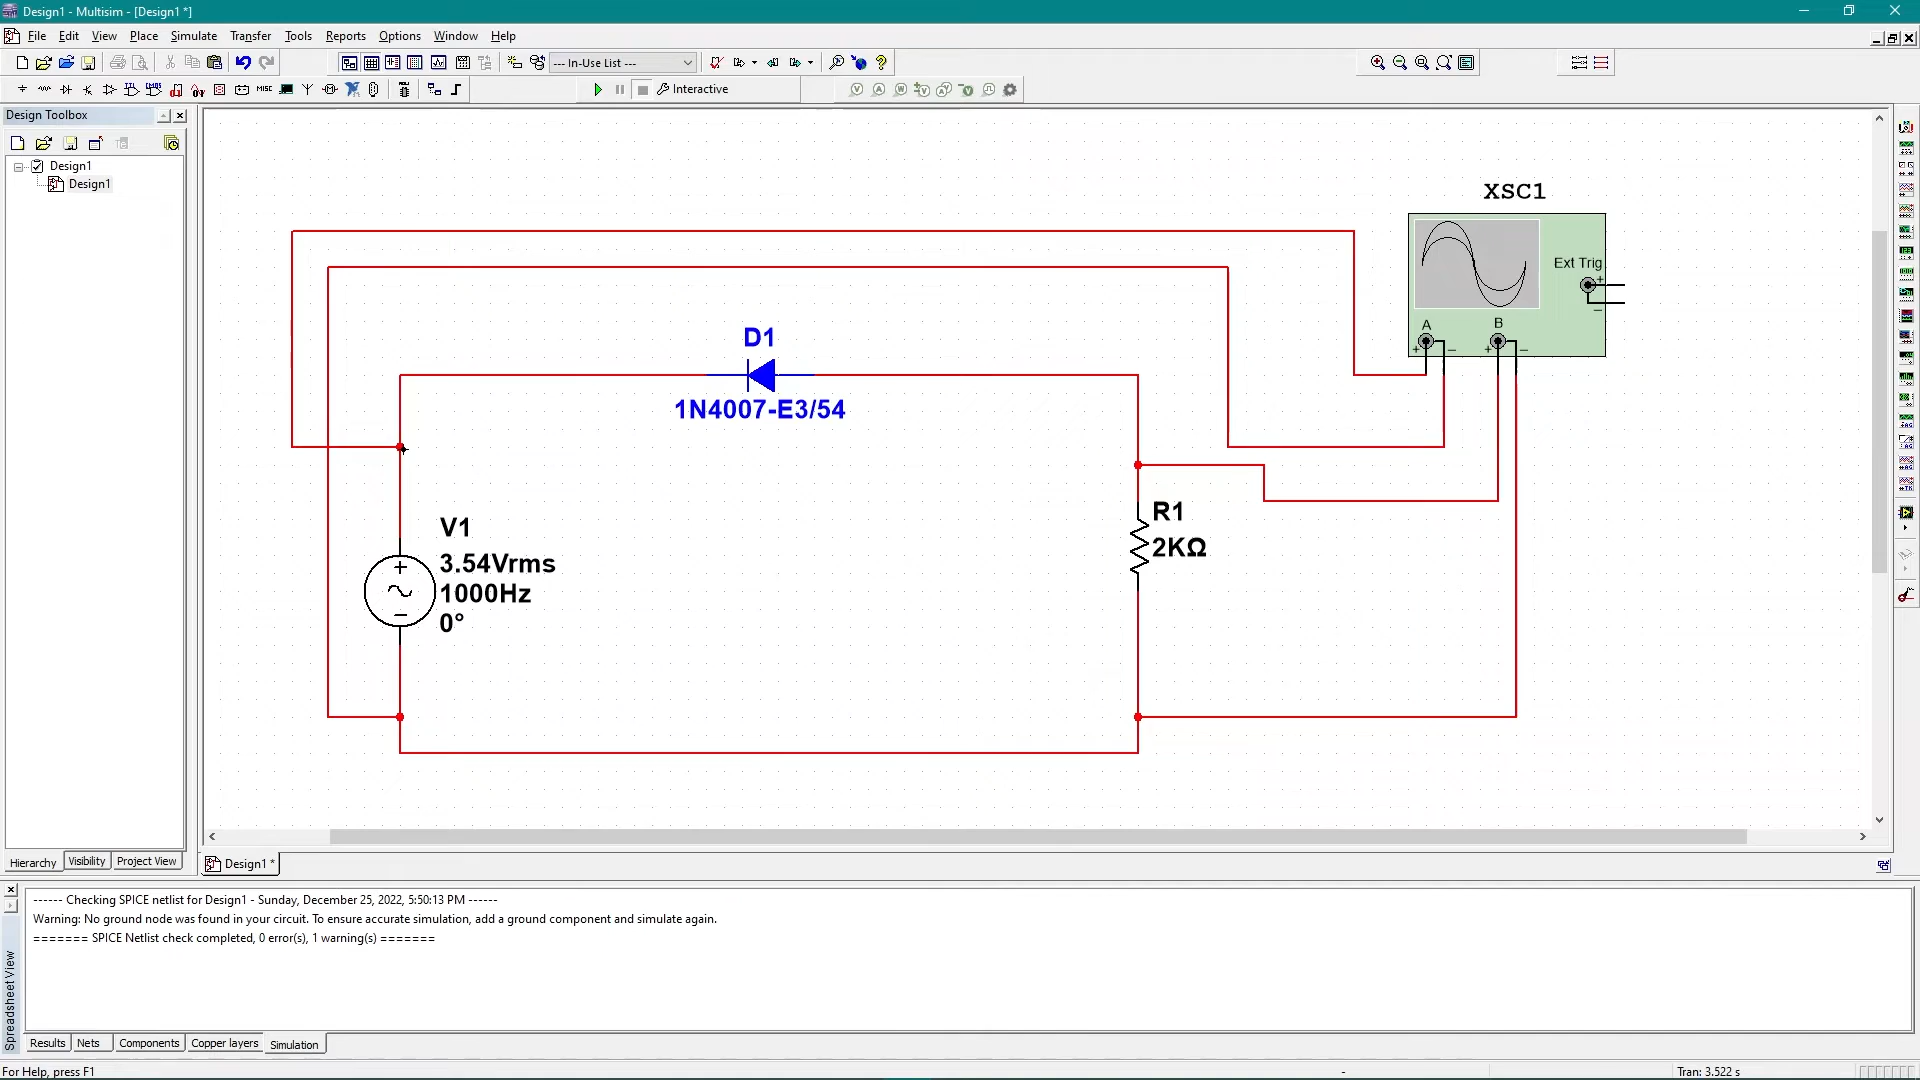 Design1 - Multisim - [Design1 *]
File Edit View Place Simulate Transfer Tools Reports Options Window Help
--- In-Use List ---
MISC Interactive
V A W V A V
Design Toolbox
Design1
Design1
XSC1
Ext Trig
+
−
A B
+ − + −
D1
1N4007-E3/54
V1
3.54Vrms
1000Hz
0°
+
−
R1
2KΩ
Hierarchy Visibility Project View
Design1 *
------ Checking SPICE netlist for Design1 - Sunday, December 25, 2022, 5:50:13 PM ------
Warning: No ground node was found in your circuit. To ensure accurate simulation, add a ground component and simulate again.
======= SPICE Netlist check completed, 0 error(s), 1 warning(s) =======
Spreadsheet View
Results Nets Components Copper layers Simulation
For Help, press F1 - Tran: 3.522 s